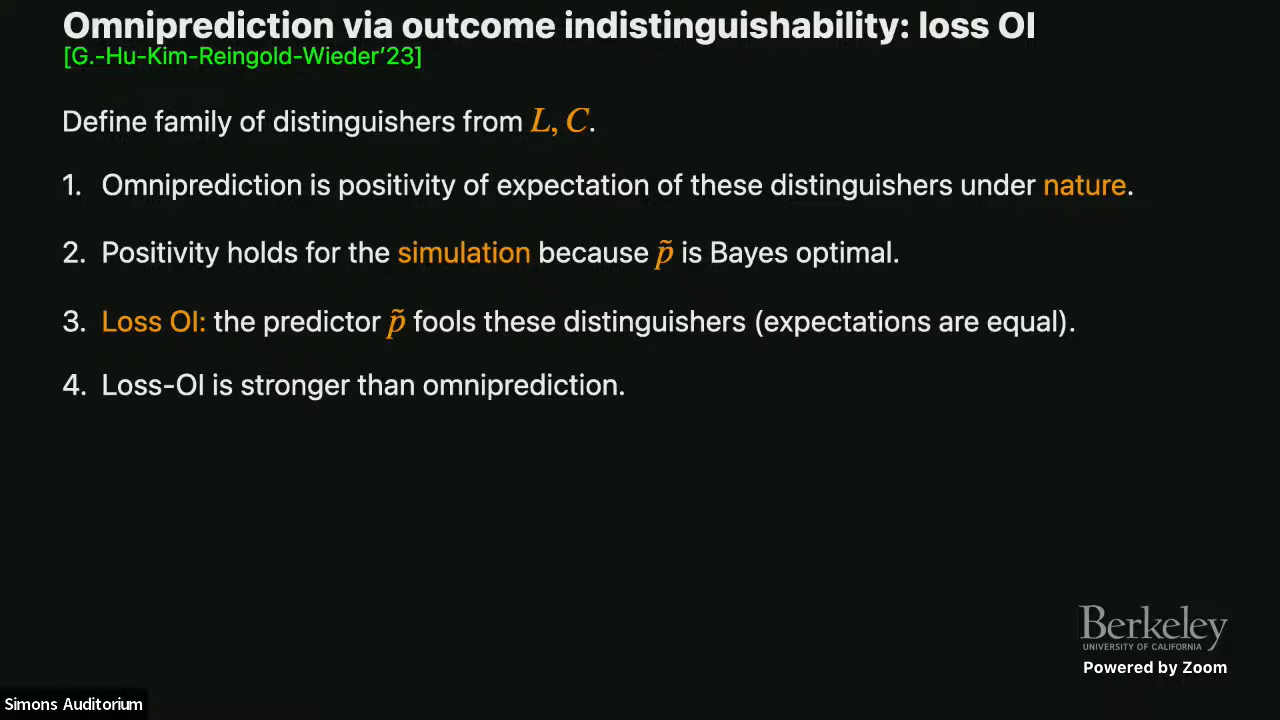 Omniprediction via outcome indistinguishability: loss OI
[G.-Hu-Kim-Reingold-Wieder’23]
Define family of distinguishers from L, C.
1. Omniprediction is positivity of expectation of these distinguishers under nature.
2. Positivity holds for the simulation because p̃ is Bayes optimal.
3. Loss OI: the predictor p̃ fools these distinguishers (expectations are equal).
4. Loss-OI is stronger than omniprediction.
Berkeley
UNIVERSITY OF CALIFORNIA
Powered by Zoom
Simons Auditorium